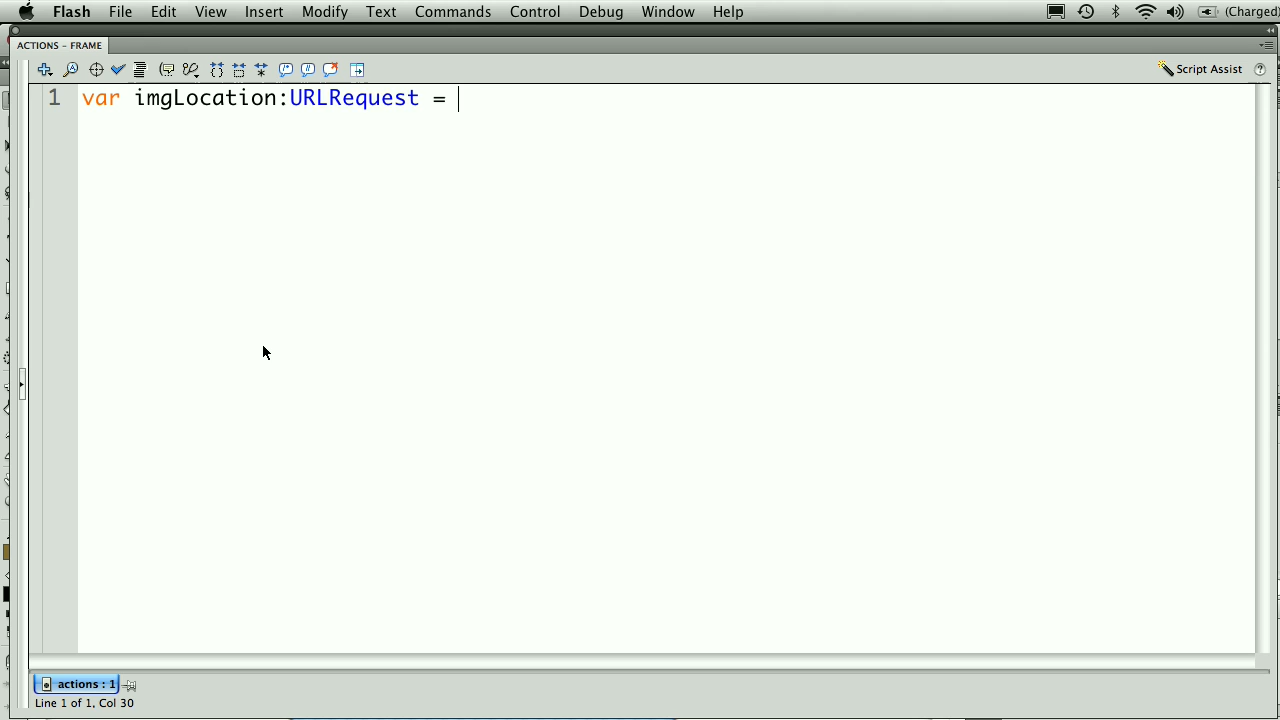 Flash File Edit View Insert Modify Text Commands Control Debug Window Help (Charged)
ACTIONS – FRAME
Script Assist
1 var imgLocation:URLRequest =
actions : 1
Line 1 of 1, Col 30